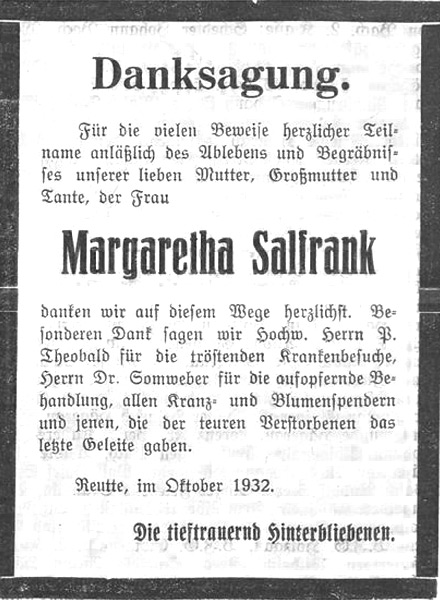 Danksagung.
Für die vielen Beweise herzlicher Teil-
name anläßlich des Ablebens und Begräbnis-
ses unserer lieben Mutter, Großmutter und
Tante, der Frau
Margaretha Salfrank
danken wir auf diesem Wege herzlichst. Be-
sonderen Dank sagen wir Hochw. Herrn P.
Theobald für die tröstenden Krankenbesuche,
Herrn Dr. Somweber für die aufopfernde Be-
handlung, allen Kranz- und Blumenspendern
und jenen, die der teuren Verstorbenen das
letzte Geleite gaben.
Reutte, im Oktober 1932.
Die tieftrauernd Hinterbliebenen.